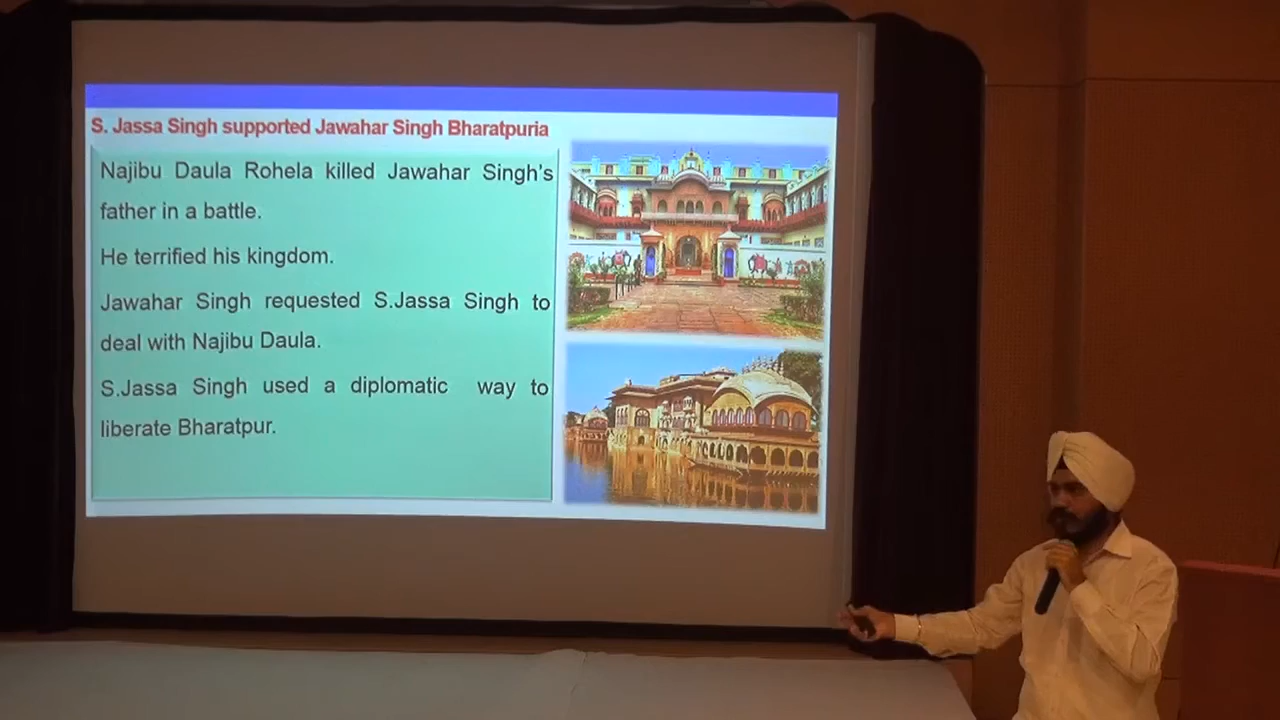 S. Jassa Singh supported Jawahar Singh Bharatpuria
Najibu Daula Rohela killed Jawahar Singh's
father in a battle.
He terrified his kingdom.
Jawahar Singh requested S.Jassa Singh to
deal with Najibu Daula.
S.Jassa Singh used a diplomatic way to
liberate Bharatpur.